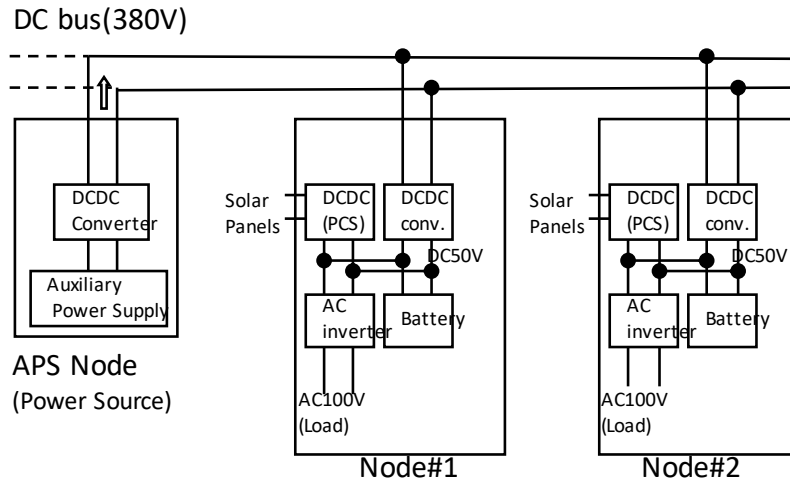 DC bus(380V)
DCDC
Converter
Auxiliary
Power Supply
APS Node
(Power Source)
Solar
Panels
DCDC
(PCS)
DCDC
conv.
DC50V
AC
inverter
Battery
AC100V
(Load)
Node#1
Solar
Panels
DCDC
(PCS)
DCDC
conv.
DC50V
AC
inverter
Battery
AC100V
(Load)
Node#2